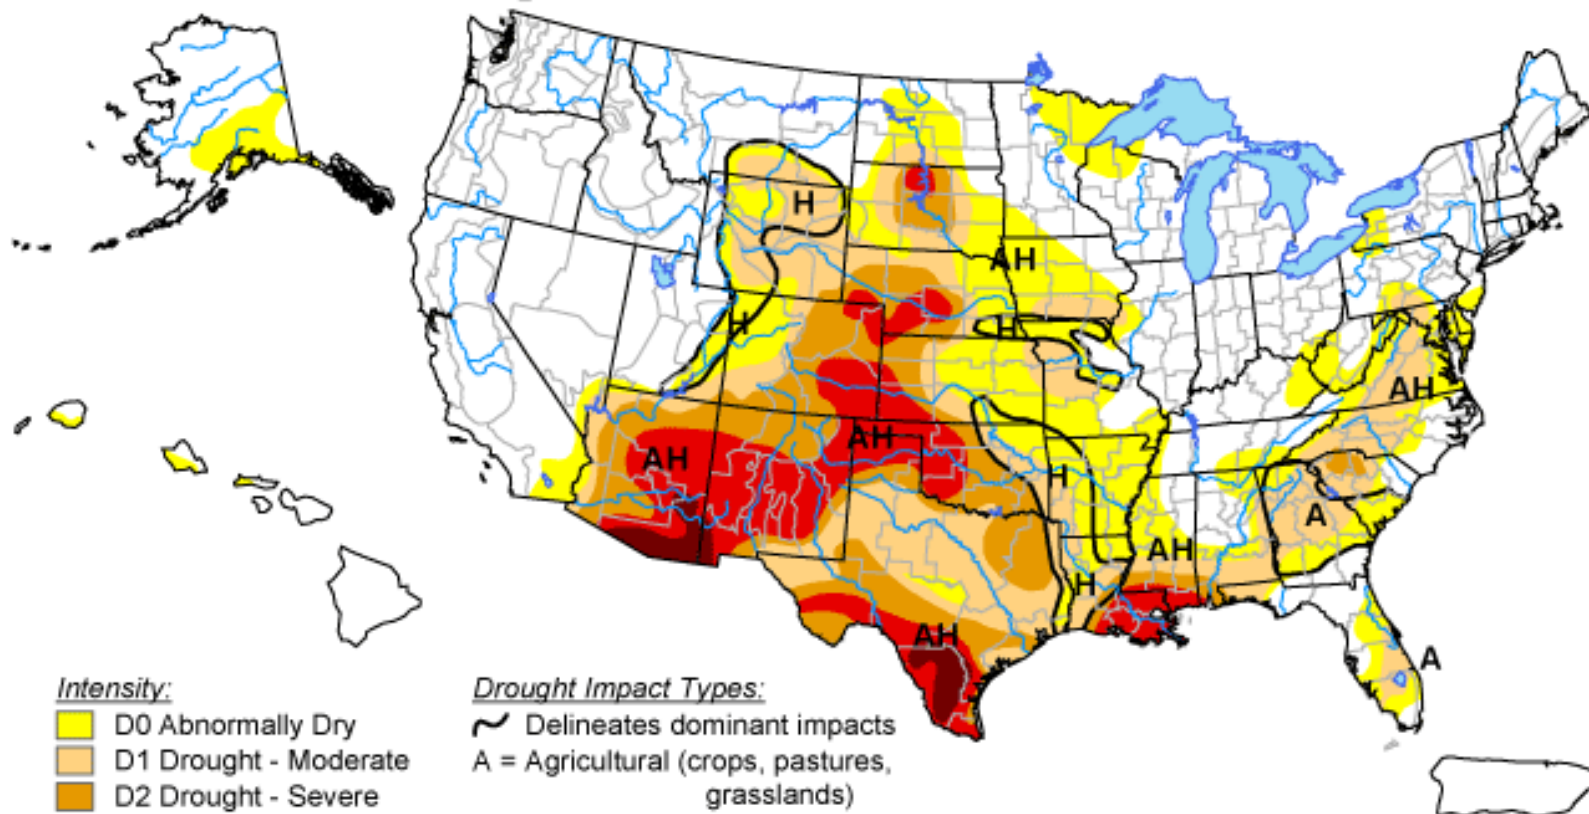 H
AH
H
H
AH
AH
AH
H
A
AH
H
AH
A
Intensity:
D0 Abnormally Dry
D1 Drought - Moderate
D2 Drought - Severe
Drought Impact Types:
Delineates dominant impacts
A = Agricultural (crops, pastures,
grasslands)